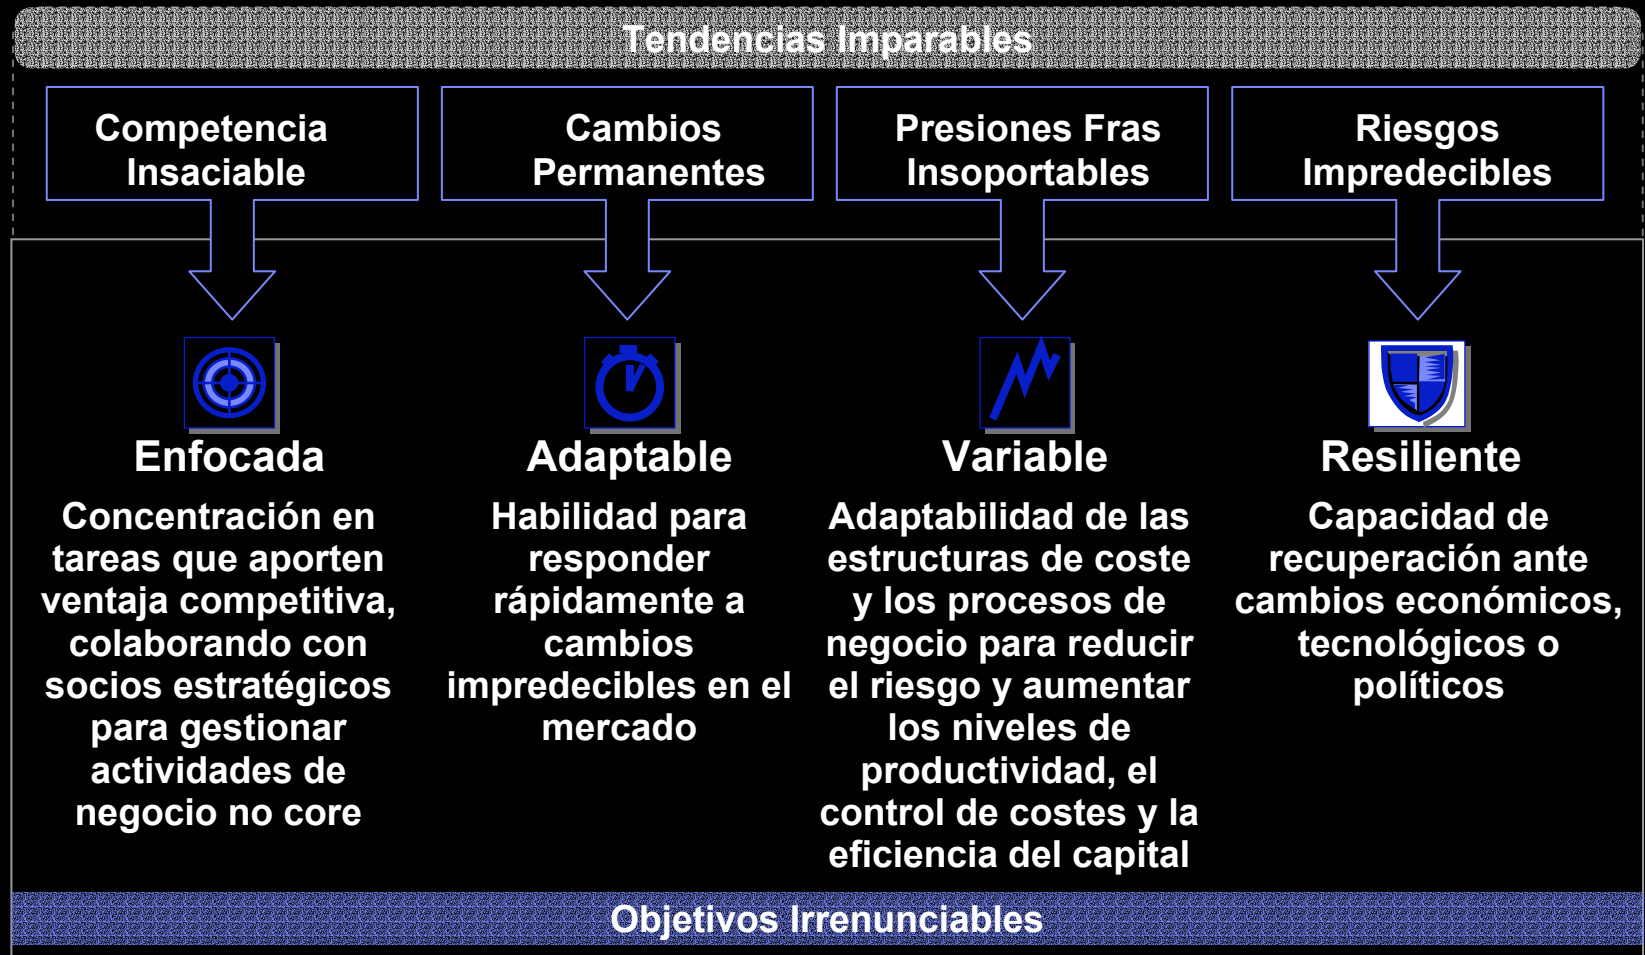 Tendencias Imparables
Competencia
Insaciable
Cambios
Permanentes
Presiones Fras
Insoportables
Riesgos
Impredecibles
Enfocada
Concentración en
tareas que aporten
ventaja competitiva,
colaborando con
socios estratégicos
para gestionar
actividades de
negocio no core
Adaptable
Habilidad para
responder
rápidamente a
cambios
impredecibles en el
mercado
Variable
Adaptabilidad de las
estructuras de coste
y los procesos de
negocio para reducir
el riesgo y aumentar
los niveles de
productividad, el
control de costes y la
eficiencia del capital
Resiliente
Capacidad de
recuperación ante
cambios económicos,
tecnológicos o
políticos
Objetivos Irrenunciables